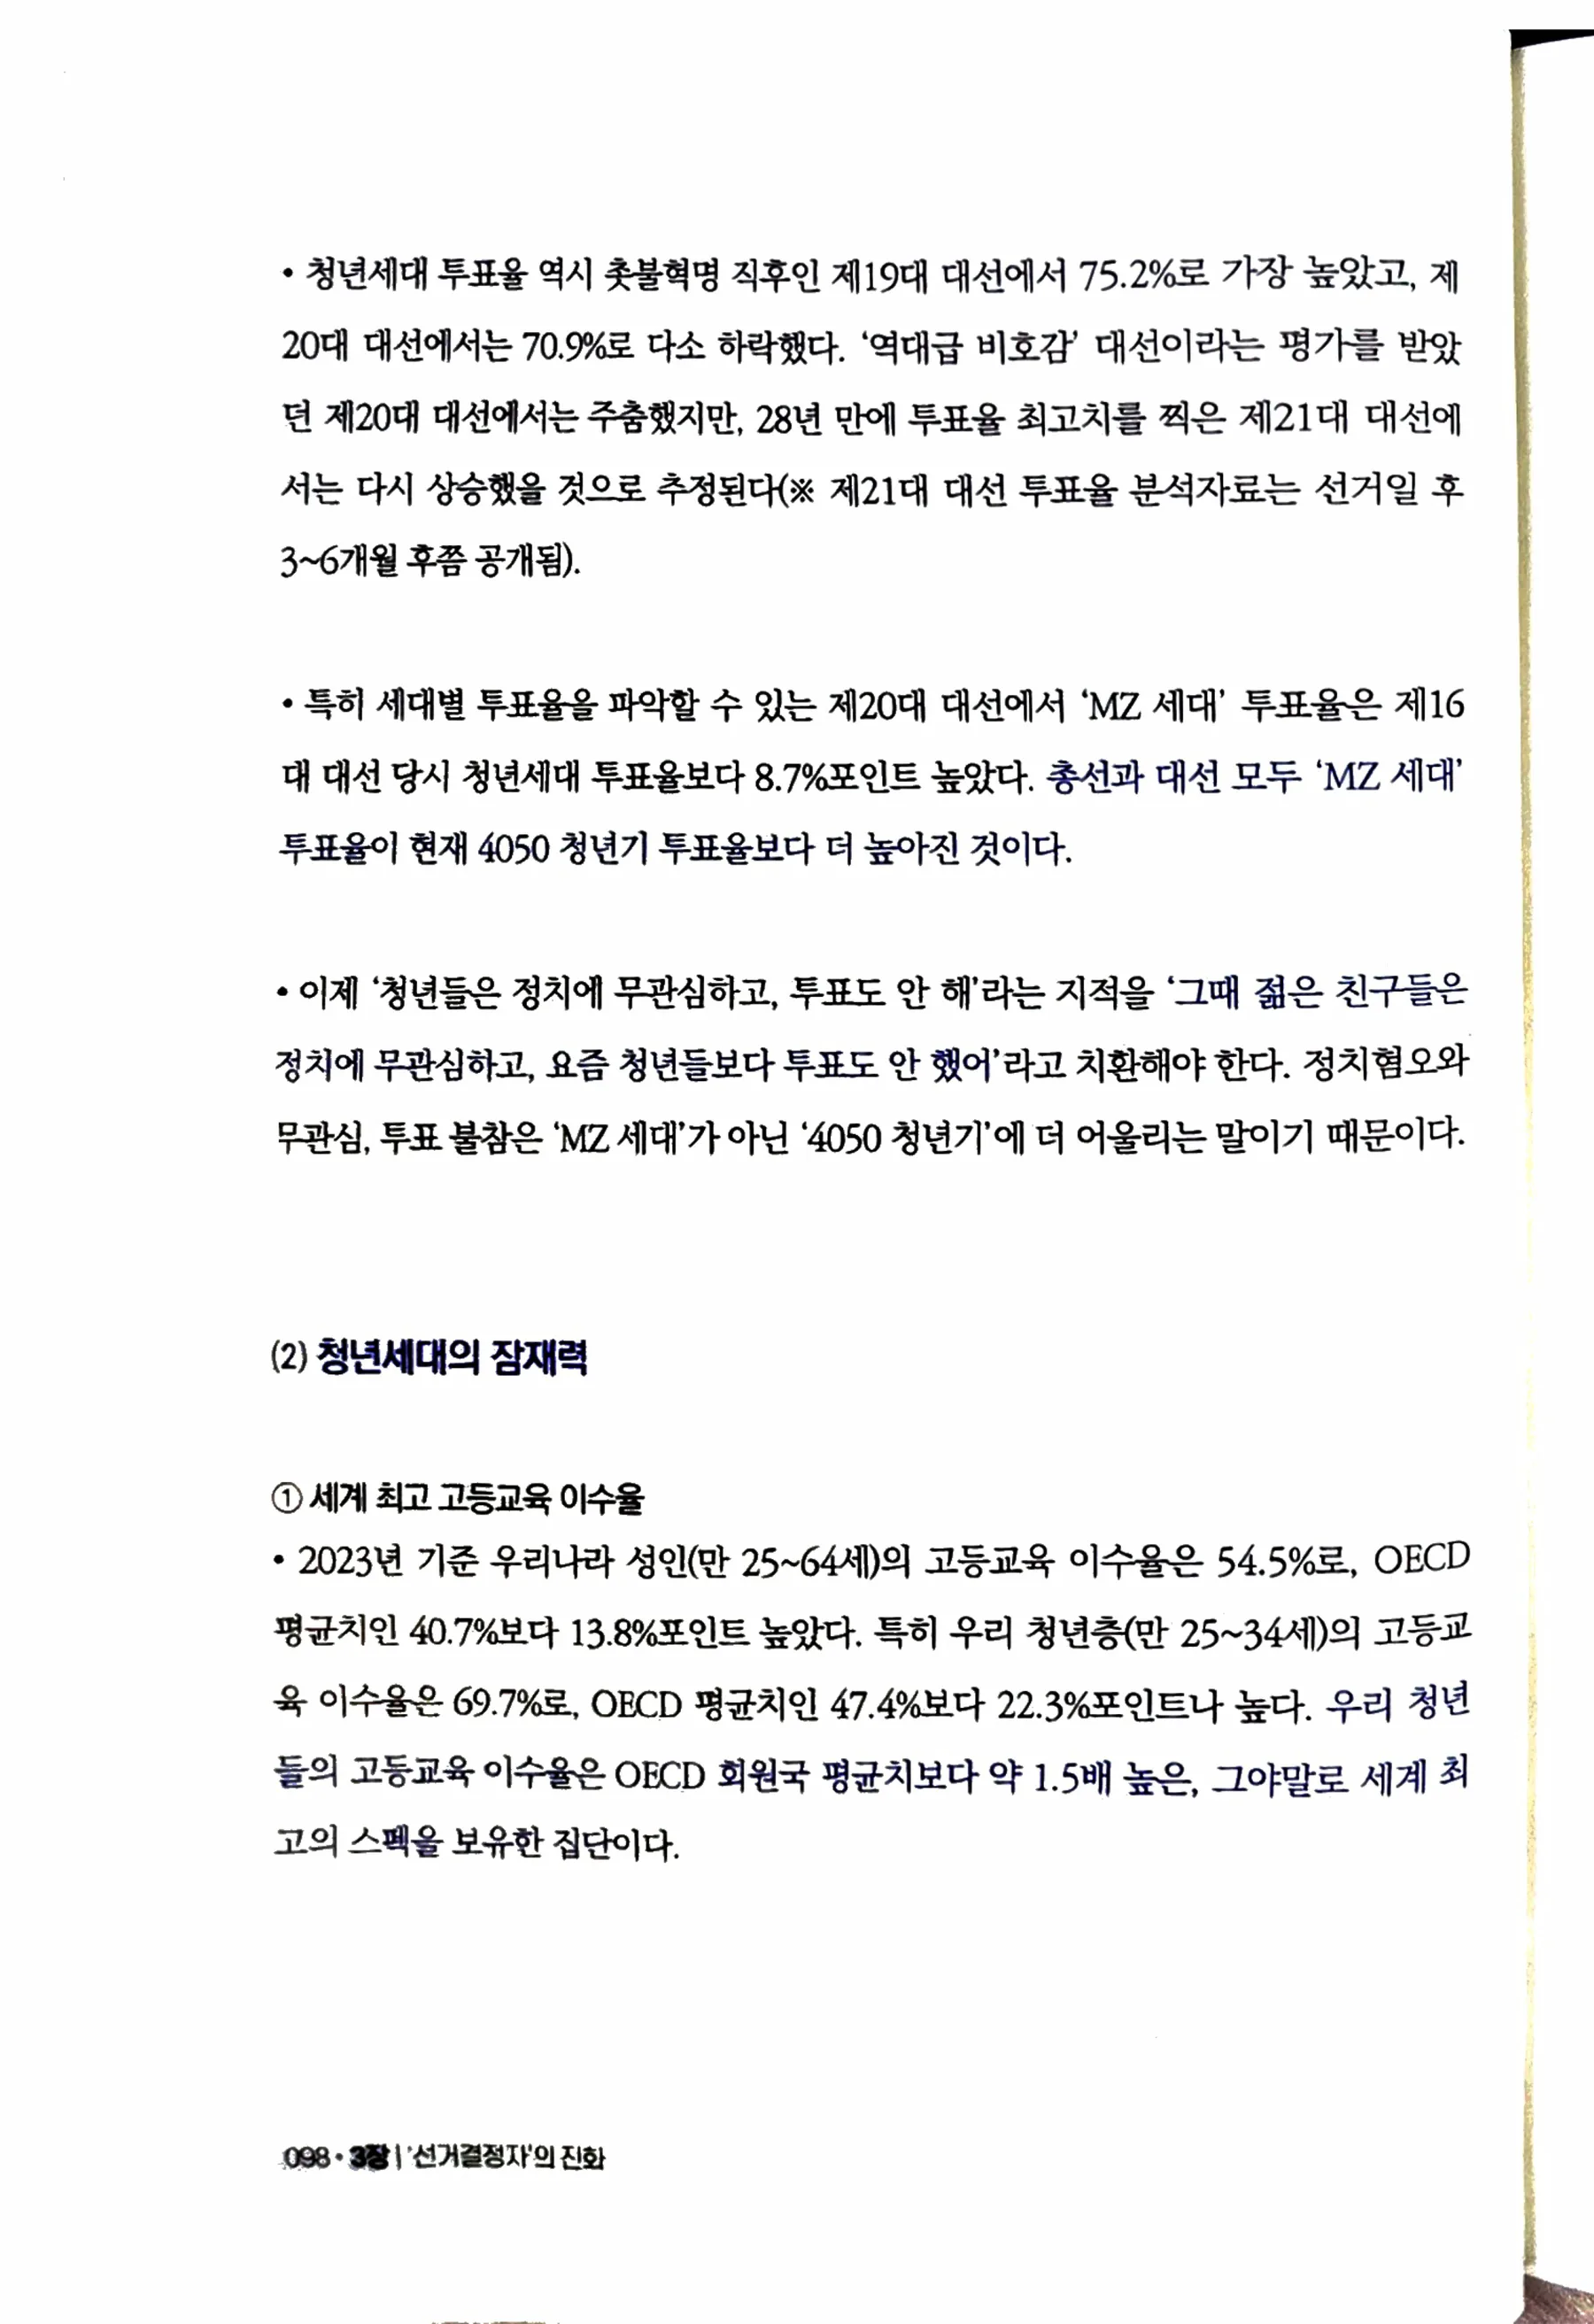 • 청년세대 투표율 역시 촛불혁명 직후인 제19대 대선에서 75.2%로 가장 높았고, 제
20대 대선에서는 70.9%로 다소 하락했다. ‘역대급 비호감’ 대선이라는 평가를 받았
던 제20대 대선에서는 주춤했지만, 28년 만에 투표율 최고치를 찍은 제21대 대선에
서는 다시 상승했을 것으로 추정된다(※ 제21대 대선 투표율 분석자료는 선거일 후
3~6개월 후쯤 공개됨).
• 특히 세대별 투표율을 파악할 수 있는 제20대 대선에서 ‘MZ 세대’ 투표율은 제16
대 대선 당시 청년세대 투표율보다 8.7%포인트 높았다. 총선과 대선 모두 ‘MZ 세대’
투표율이 현재 4050 청년기 투표율보다 더 높아진 것이다.
• 이제 ‘청년들은 정치에 무관심하고, 투표도 안 해’라는 지적을 ‘그때 젊은 친구들은
정치에 무관심하고, 요즘 청년들보다 투표도 안 했어’라고 치환해야 한다. 정치혐오와
무관심, 투표 불참은 ‘MZ 세대’가 아닌 ‘4050 청년기’에 더 어울리는 말이기 때문이다.
(2) 청년세대의 잠재력
① 세계 최고 고등교육 이수율
• 2023년 기준 우리나라 성인(만 25~64세)의 고등교육 이수율은 54.5%로, OECD
평균치인 40.7%보다 13.8%포인트 높았다. 특히 우리 청년층(만 25~34세)의 고등교
육 이수율은 69.7%로, OECD 평균치인 47.4%보다 22.3%포인트나 높다. 우리 청년
들의 고등교육 이수율은 OECD 회원국 평균치보다 약 1.5배 높은, 그야말로 세계 최
고의 스펙을 보유한 집단이다.
098 • 3장 | ‘선거결정자’의 진화